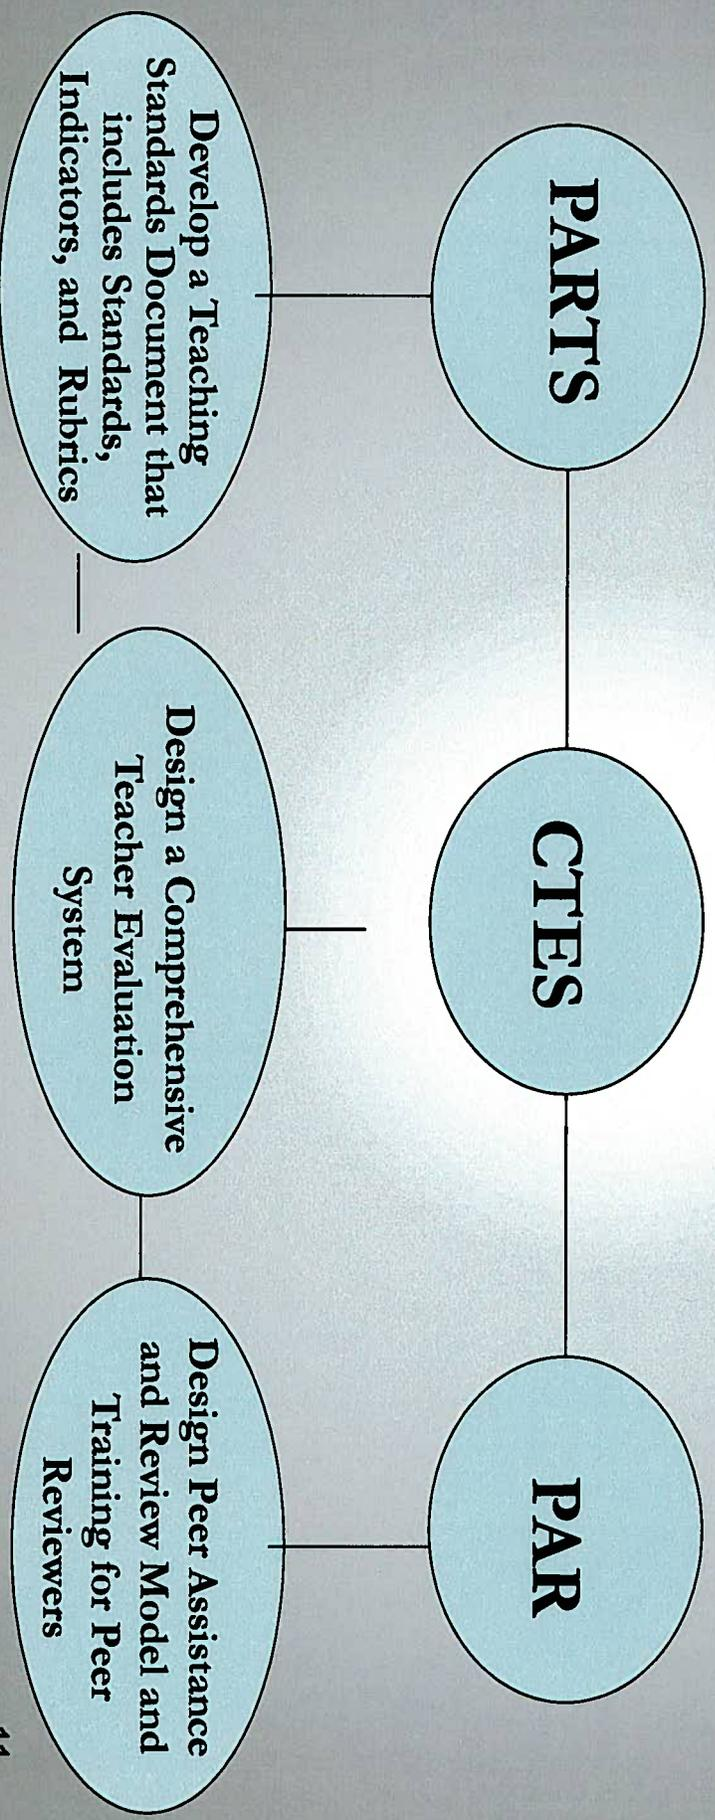 PARTS
CTES
PAR
Develop a Teaching
Standards Document that
includes Standards,
Indicators, and Rubrics
Design a Comprehensive
Teacher Evaluation
System
Design Peer Assistance
and Review Model and
Training for Peer
Reviewers